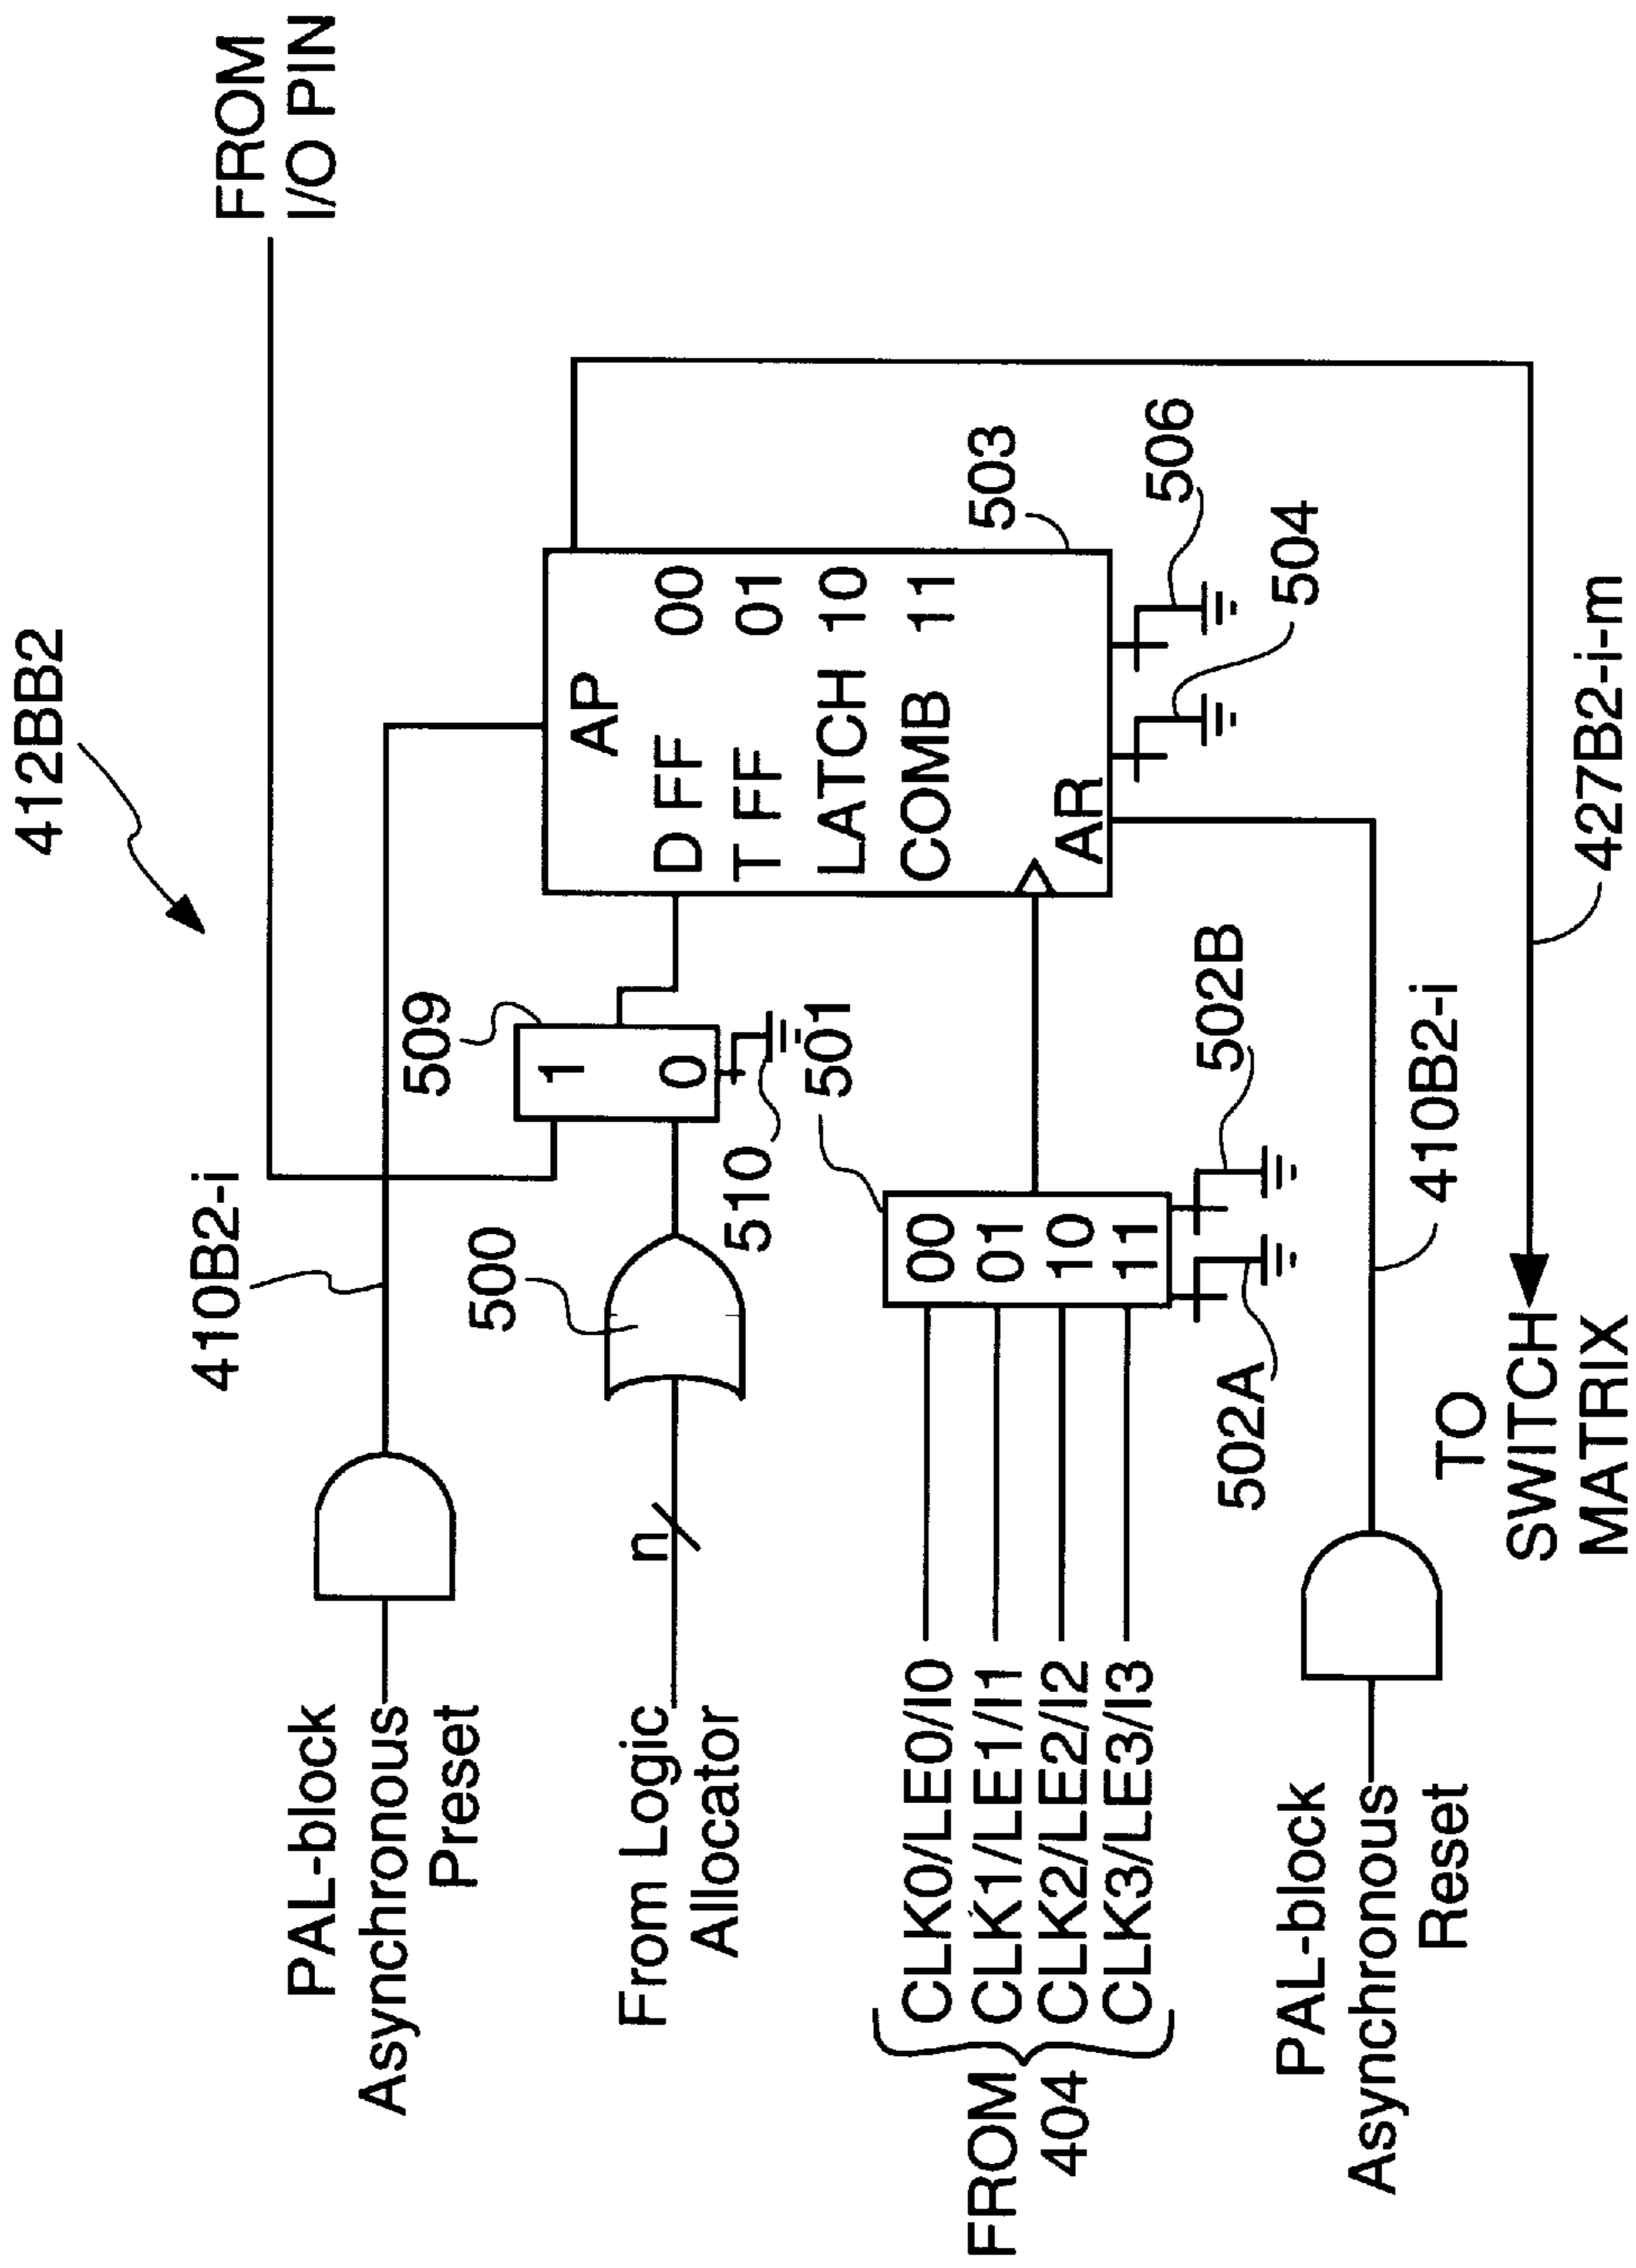 412BB2
FROM
I/O PIN
410B2-i
PAL-block
Asynchronous
Preset
509
AP
D FF 00
T FF 01
LATCH 10
COMB 11
AR
503
506
504
1
0
510
500
n
From Logic
Allocator
501
00
01
10
11
502B
502A
CLK0/LE0/I0
CLK1/LE1/I1
CLK2/LE2/I2
CLK3/LE3/I3
FROM
404
410B2-i
PAL-block
Asynchronous
Reset
427B2-i-m
TO
SWITCH
MATRIX